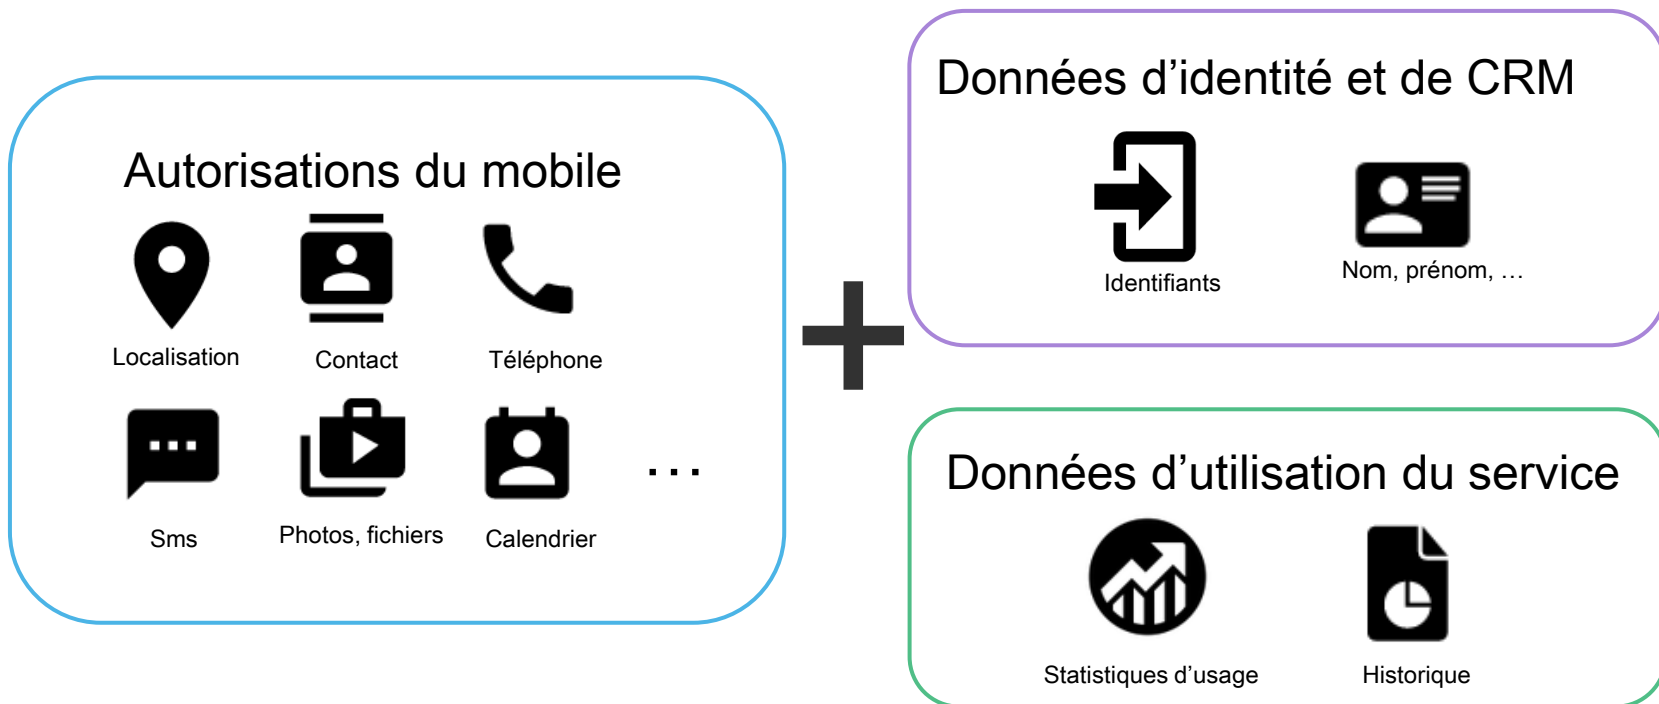 Autorisations du mobile
Localisation
Contact
Téléphone
Sms
Photos, fichiers
Calendrier
...
Données d’identité et de CRM
Identifiants
Nom, prénom, …
Données d’utilisation du service
Statistiques d’usage
Historique